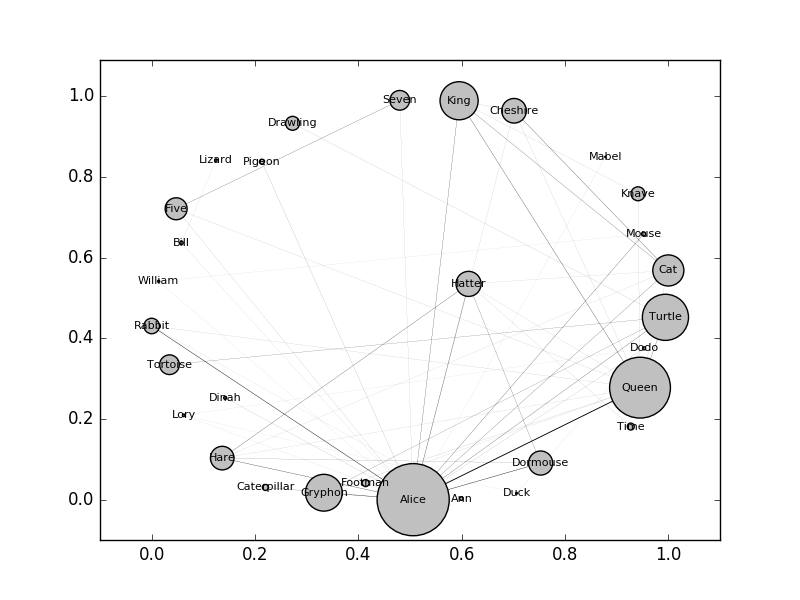 1.0
0.8
0.6
0.4
0.2
0.0
Seven
King
Cheshire
Drawling
Lizard
Pigeon
Mabel
Knave
Five
Bill
Mouse
William
Hatter
Cat
Rabbit
Turtle
Tortoise
Dodo
Dinah
Queen
Lory
Time
Hare
Dormouse
Caterpillar
Gryphon
Footman
Alice
Ann
Duck
0.0 0.2 0.4 0.6 0.8 1.0